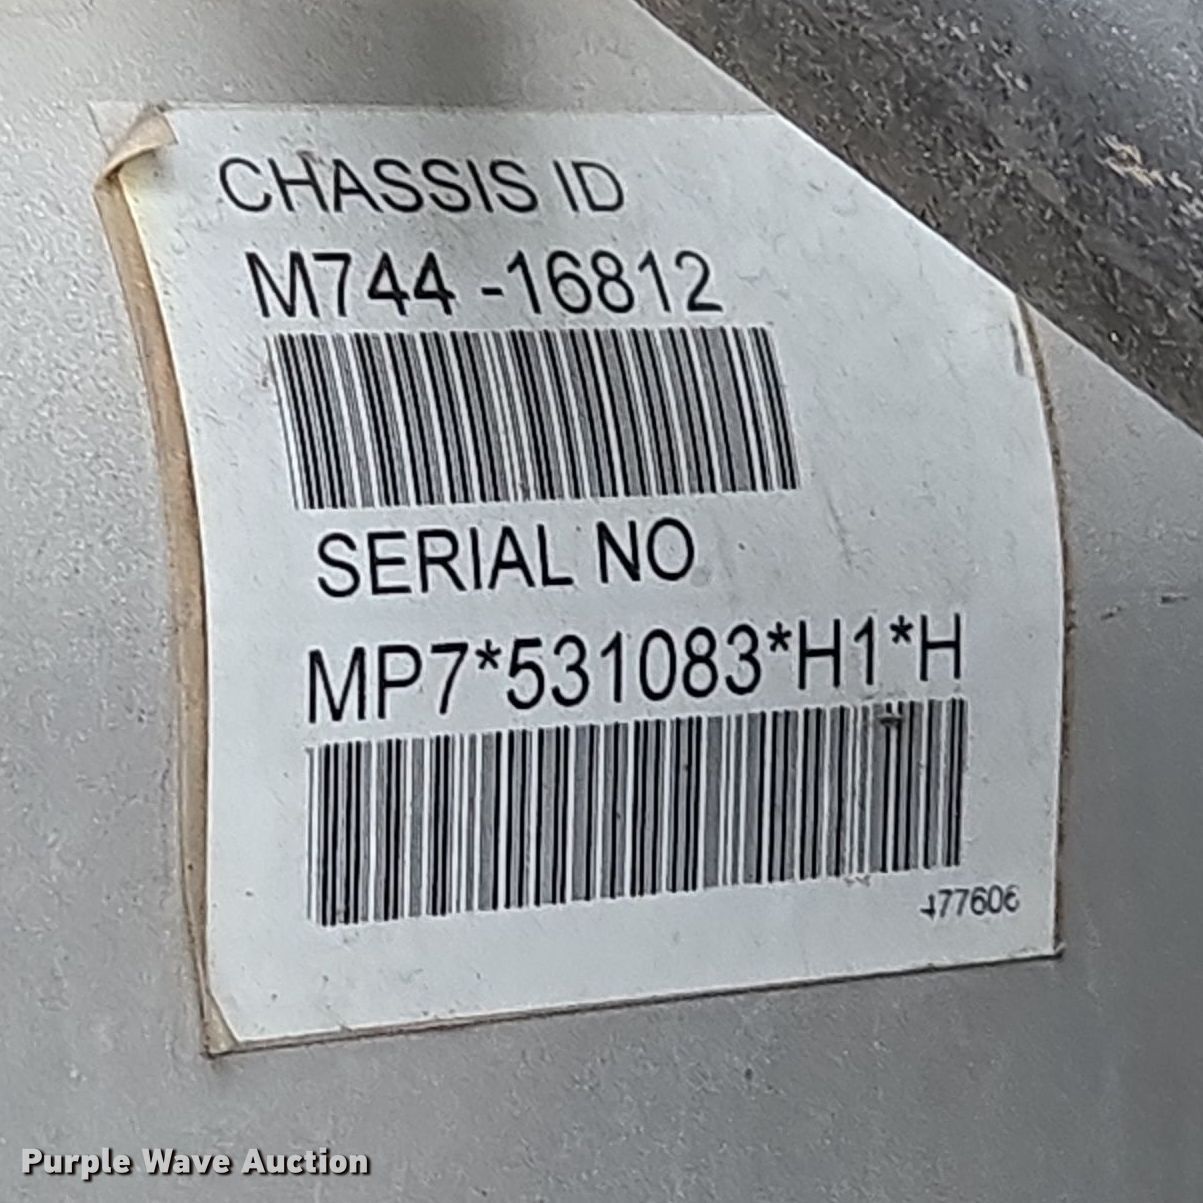 CHASSIS ID
M744 -16812
SERIAL NO
MP7*531083*H1*H
Purple Wave Auction